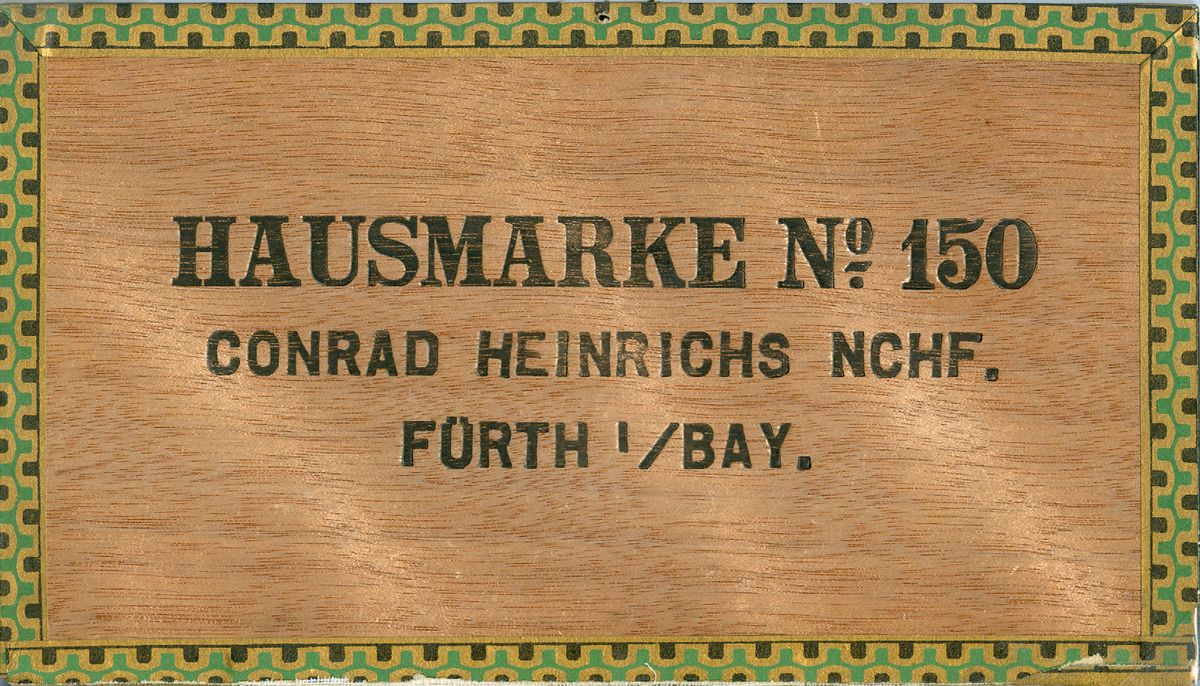 HAUSMARKE Nº 150
CONRAD HEINRICHS NCHF.
FÜRTH I/BAY.